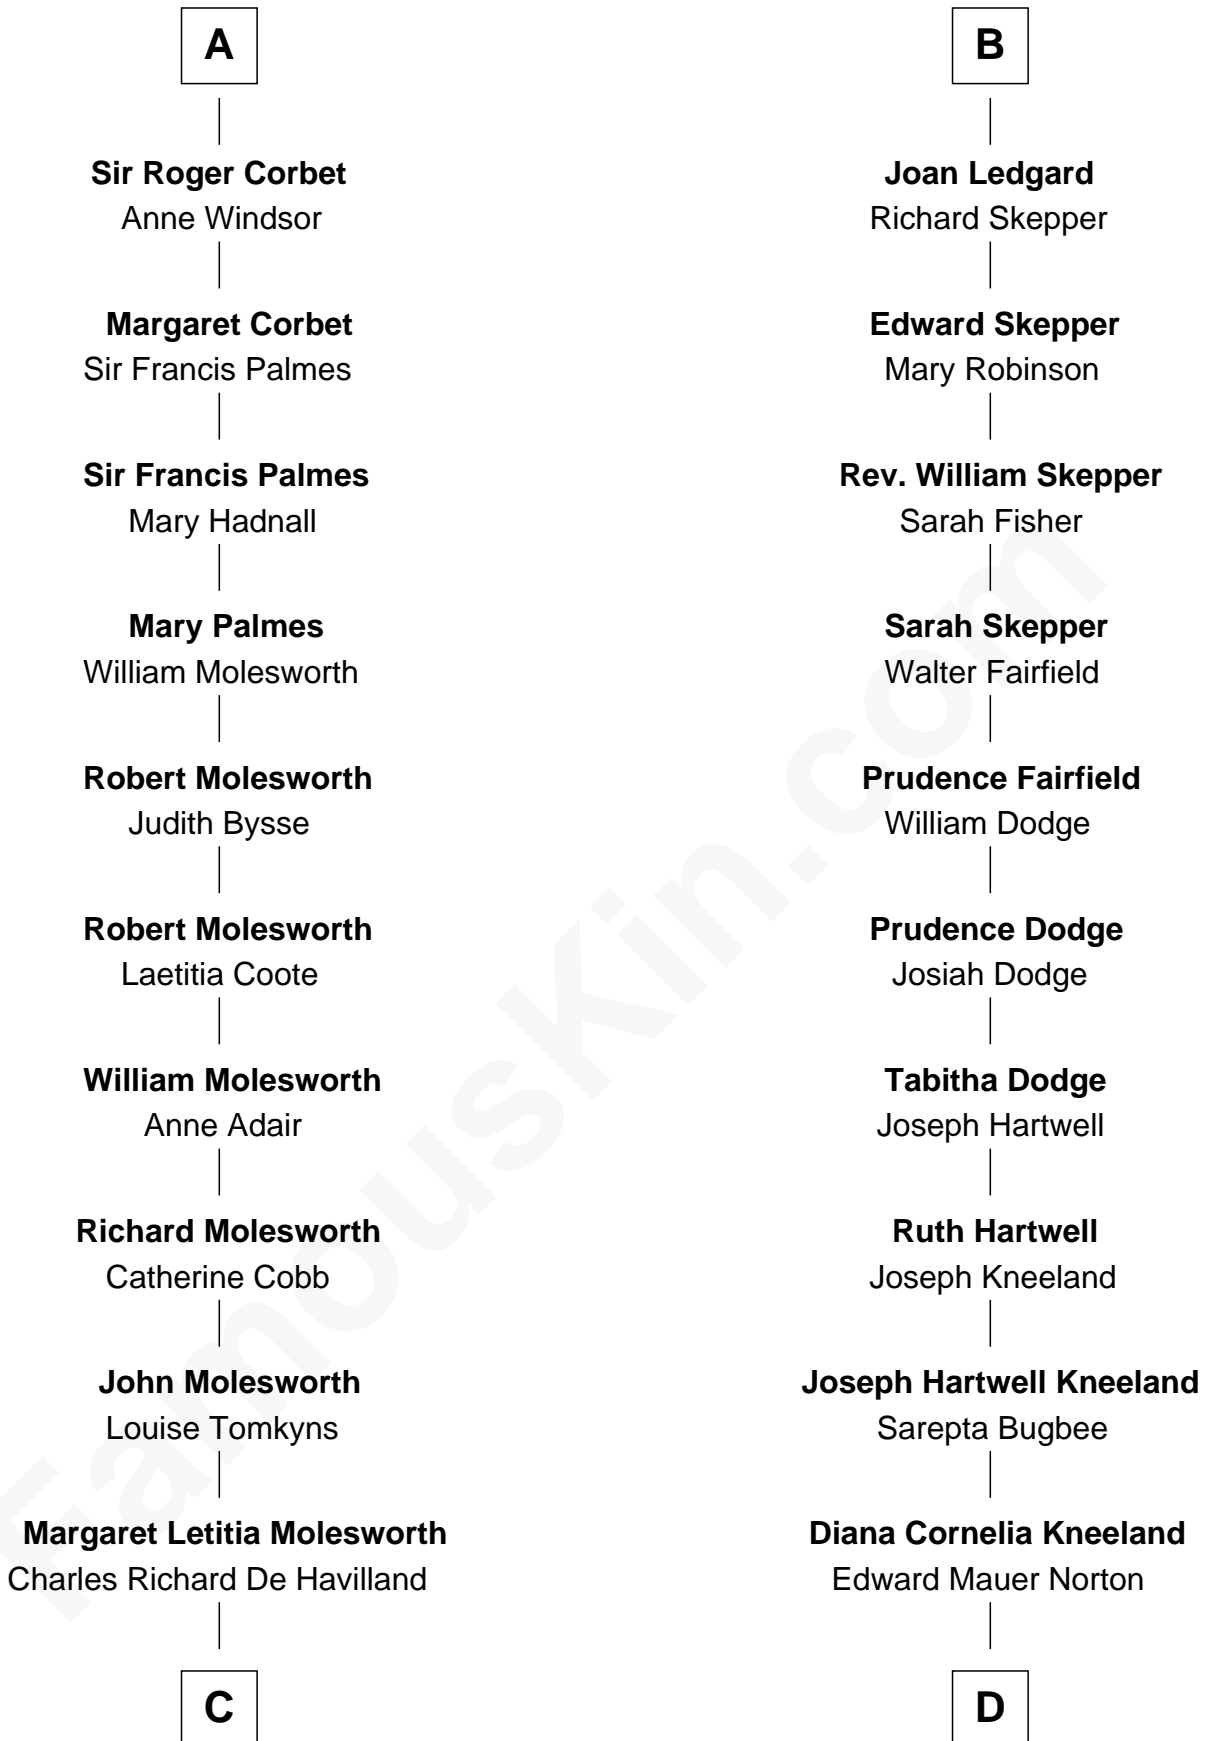 A
Sir Roger Corbet
Anne Windsor
Margaret Corbet
Sir Francis Palmes
Sir Francis Palmes
Mary Hadnall
Mary Palmes
William Molesworth
Robert Molesworth
Judith Bysse
Robert Molesworth
Laetitia Coote
William Molesworth
Anne Adair
Richard Molesworth
Catherine Cobb
John Molesworth
Louise Tomkyns
Margaret Letitia Molesworth
Charles Richard De Havilland
C
B
Joan Ledgard
Richard Skepper
Edward Skepper
Mary Robinson
Rev. William Skepper
Sarah Fisher
Sarah Skepper
Walter Fairfield
Prudence Fairfield
William Dodge
Prudence Dodge
Josiah Dodge
Tabitha Dodge
Joseph Hartwell
Ruth Hartwell
Joseph Kneeland
Joseph Hartwell Kneeland
Sarepta Bugbee
Diana Cornelia Kneeland
Edward Mauer Norton
D
FamousKin.com